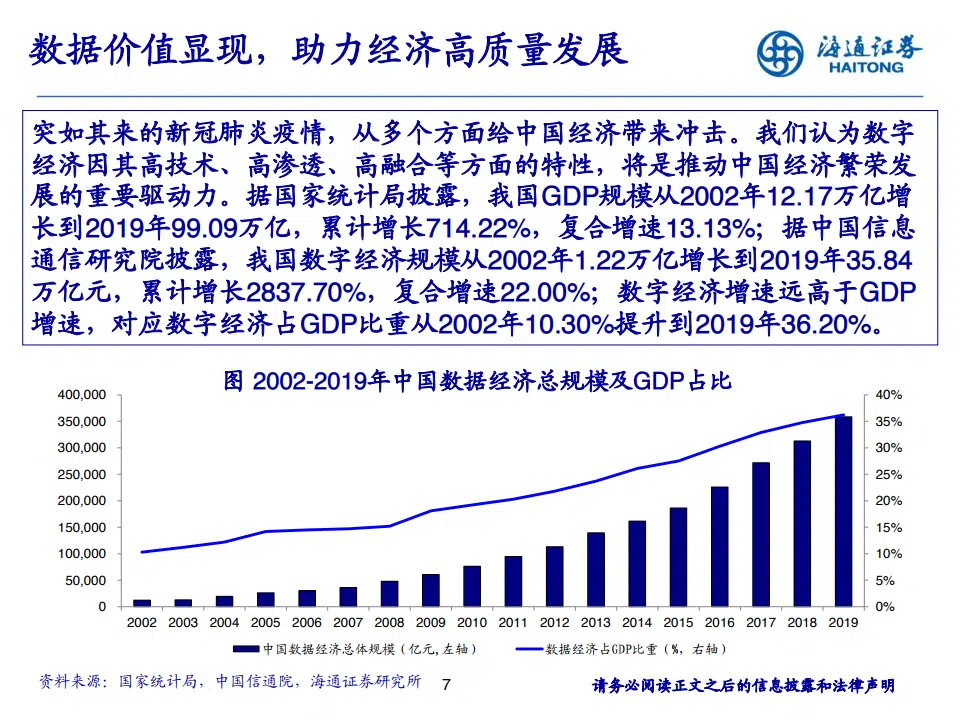 数据价值显现，助力经济高质量发展
海通证券
HAITONG
突如其来的新冠肺炎疫情，从多个方面给中国经济带来冲击。我们认为数字
经济因其高技术、高渗透、高融合等方面的特性，将是推动中国经济繁荣发
展的重要驱动力。据国家统计局披露，我国GDP规模从2002年12.17万亿增
长到2019年99.09万亿，累计增长714.22%，复合增速13.13%；据中国信息
通信研究院披露，我国数字经济规模从2002年1.22万亿增长到2019年35.84
万亿元，累计增长2837.70%，复合增速22.00%；数字经济增速远高于GDP
增速，对应数字经济占GDP比重从2002年10.30%提升到2019年36.20%。
图 2002-2019年中国数据经济总规模及GDP占比
400,000 40%
350,000 35%
300,000 30%
250,000 25%
200,000 20%
150,000 15%
100,000 10%
50,000 5%
0 0%
2002 2003 2004 2005 2006 2007 2008 2009 2010 2011 2012 2013 2014 2015 2016 2017 2018 2019
中国数据经济总体规模（亿元,左轴） 数据经济占GDP比重（%，右轴）
资料来源：国家统计局，中国信通院，海通证券研究所 7 请务必阅读正文之后的信息披露和法律声明